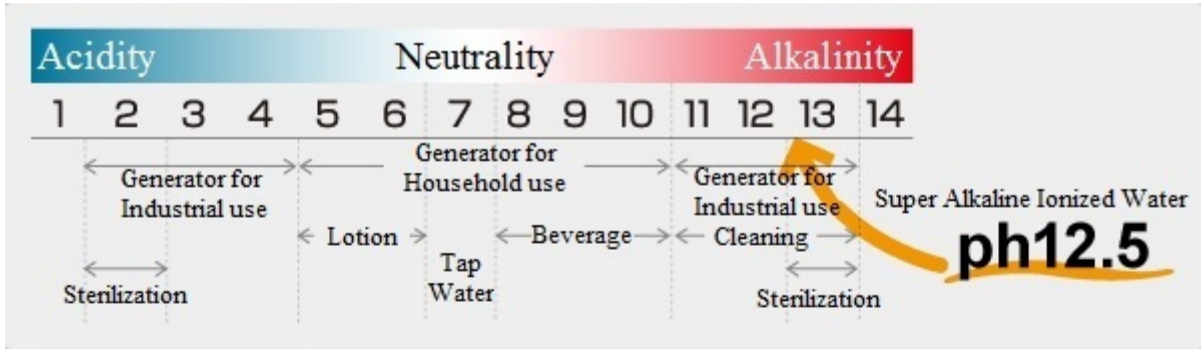 Acidity Neutrality Alkalinity
1 2 3 4 5 6 7 8 9 10 11 12 13 14
Generator for
Industrial use
Generator for
Household use
Generator for
Industrial use
Lotion
Beverage
Cleaning
Tap
Water
Sterilization
Sterilization
Super Alkaline Ionized Water
ph12.5